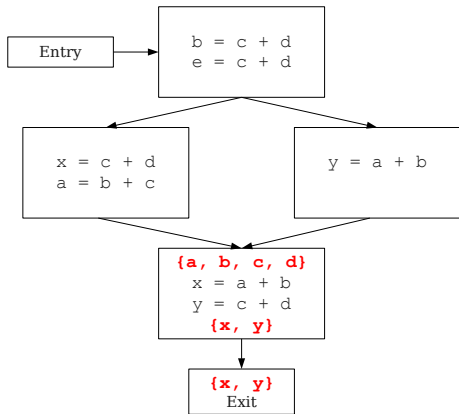 Entry
b = c + d
e = c + d
x = c + d
a = b + c
y = a + b
{a, b, c, d}
x = a + b
y = c + d
{x, y}
{x, y}
Exit